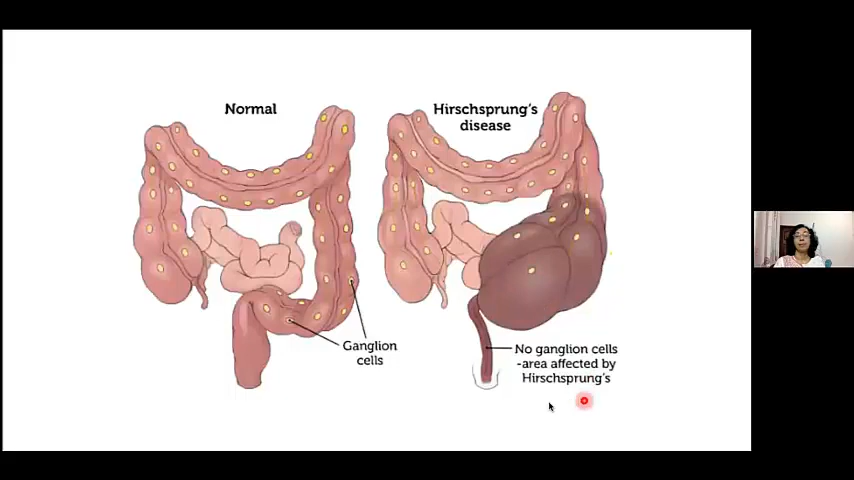 Normal
Hirschsprung's
disease
Ganglion
cells
No ganglion cells
-area affected by
Hirschsprung's